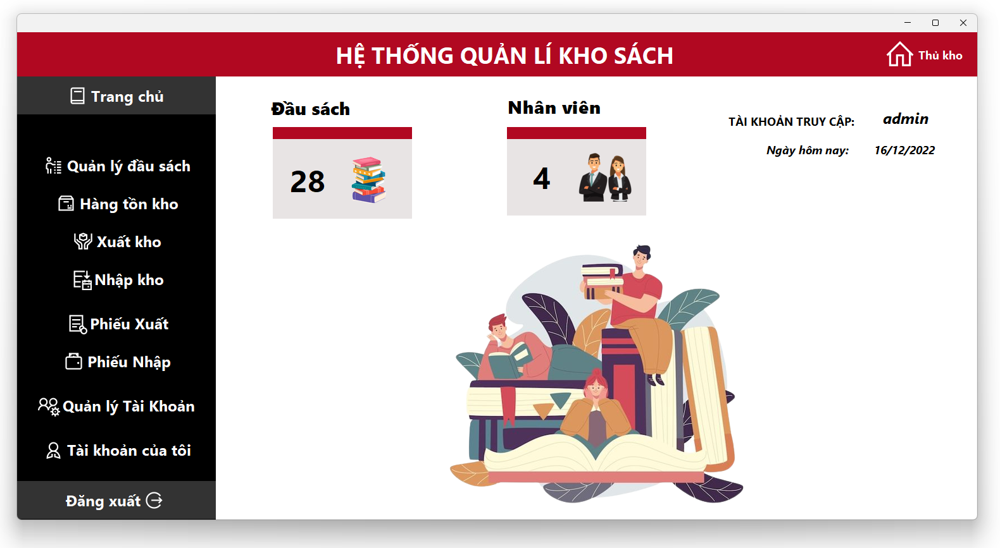 HỆ THỐNG QUẢN LÍ KHO SÁCH
Thủ kho
Trang chủ
Quản lý đầu sách
Hàng tồn kho
Xuất kho
Nhập kho
Phiếu Xuất
Phiếu Nhập
Quản lý Tài Khoản
Tài khoản của tôi
Đăng xuất
Đầu sách
28
Nhân viên
4
TÀI KHOẢN TRUY CẬP: admin
Ngày hôm nay: 16/12/2022